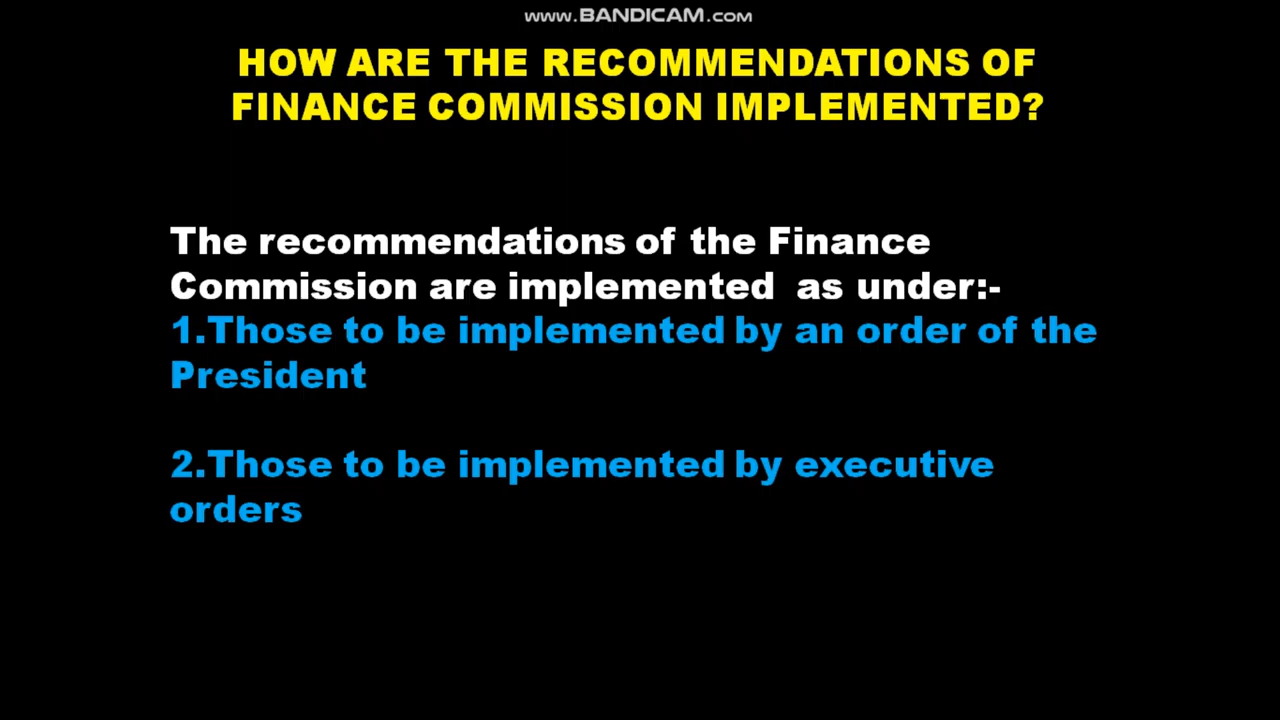 www.BANDICAM.com
HOW ARE THE RECOMMENDATIONS OF
FINANCE COMMISSION IMPLEMENTED?
The recommendations of the Finance
Commission are implemented  as under:-
1.Those to be implemented by an order of the
President
2.Those to be implemented by executive
orders